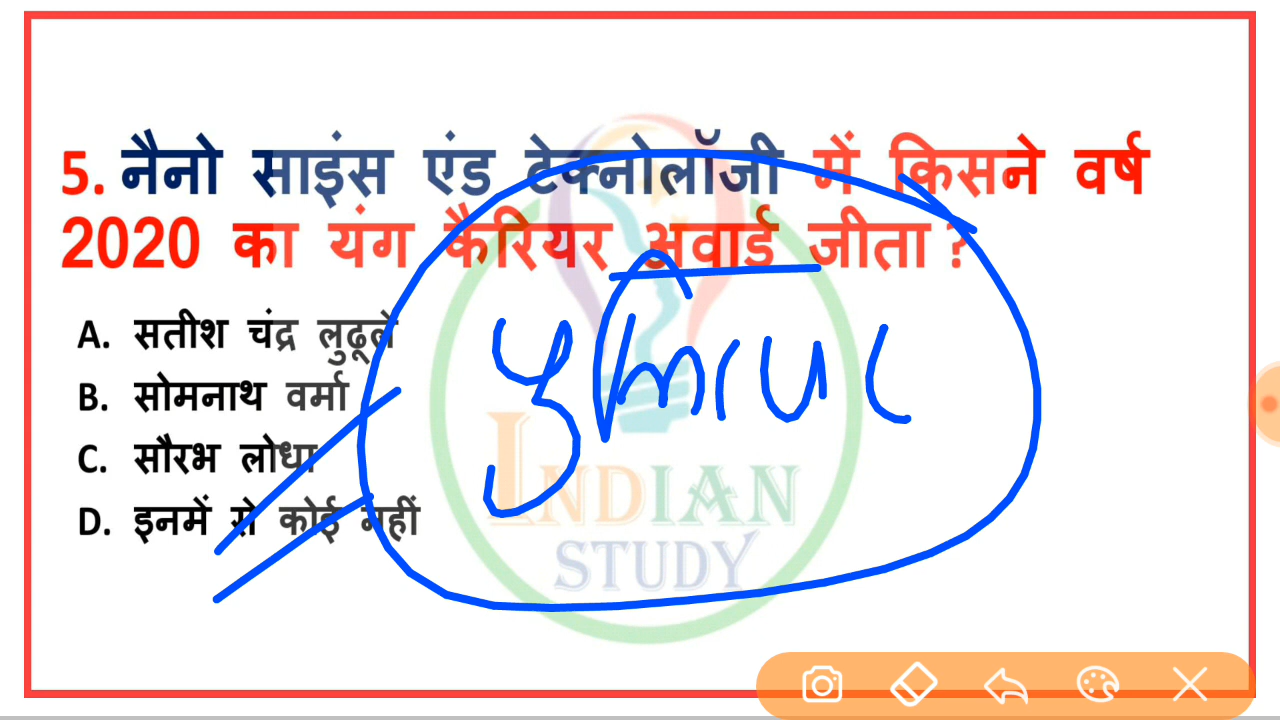 5. नैनो साइंस एंड टेक्नोलॉजी में किसने वर्ष
2020 का यंग कैरियर अवार्ड जीता ?
A. सतीश चंद्र लुढूले
B. सोमनाथ वर्मा
C. सौरभ लोधा
D. इनमें से कोई नहीं
INDIAN
STUDY